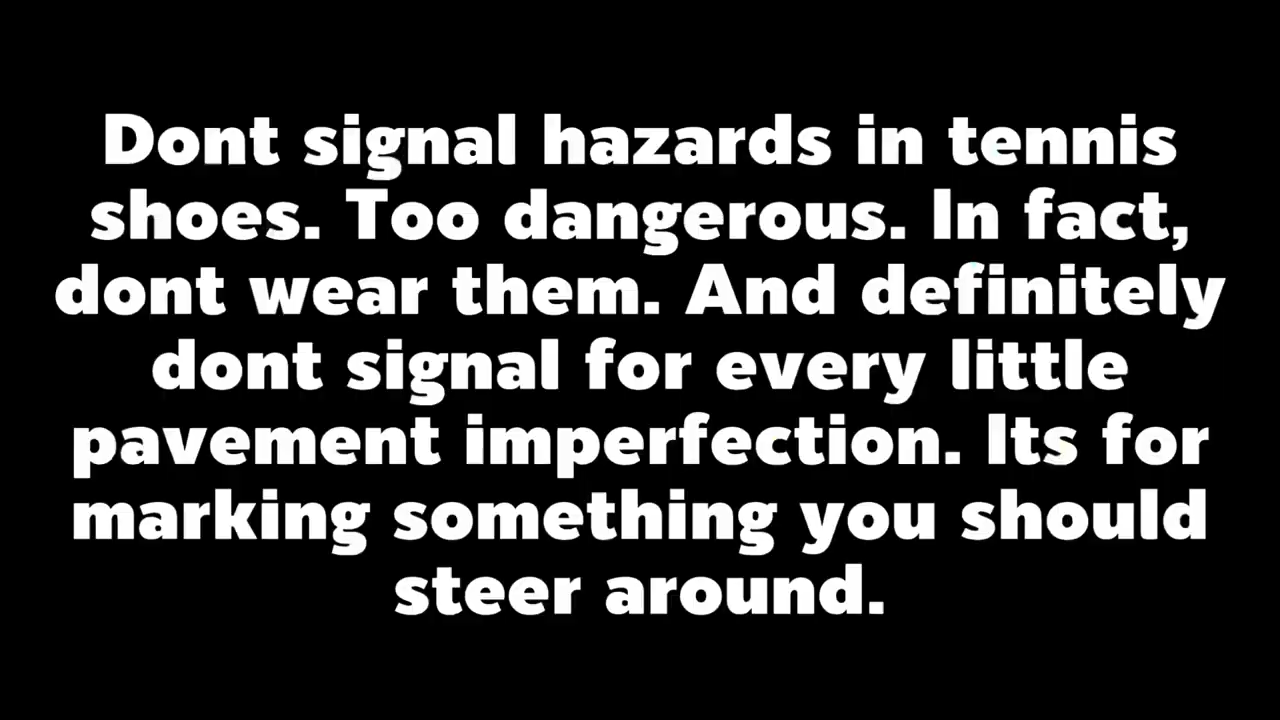 Dont signal hazards in tennis
shoes. Too dangerous. In fact,
dont wear them. And definitely
dont signal for every little
pavement imperfection. Its for
marking something you should
steer around.